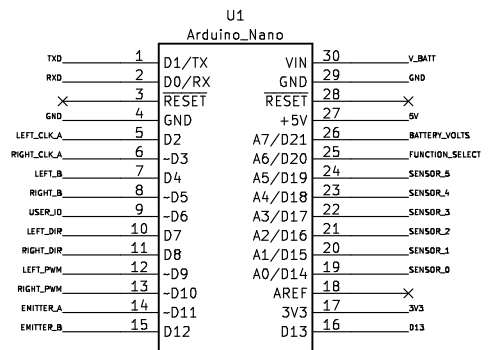 U1
Arduino_Nano
TXD 1 D1/TX VIN 30 V_BATT
RXD 2 D0/RX GND 29 GND
3 RESET RESET 28
GND 4 GND +5V 27 5V
LEFT_CLK_A 5 D2 A7/D21 26 BATTERY_VOLTS
RIGHT_CLK_A 6 ~D3 A6/D20 25 FUNCTION_SELECT
LEFT_B 7 D4 A5/D19 24 SENSOR_5
RIGHT_B 8 ~D5 A4/D18 23 SENSOR_4
USER_IO 9 ~D6 A3/D17 22 SENSOR_3
LEFT_DIR 10 D7 A2/D16 21 SENSOR_2
RIGHT_DIR 11 D8 A1/D15 20 SENSOR_1
LEFT_PWM 12 ~D9 A0/D14 19 SENSOR_0
RIGHT_PWM 13 ~D10 AREF 18
EMITTER_A 14 ~D11 3V3 17 3V3
EMITTER_B 15 D12 D13 16 D13